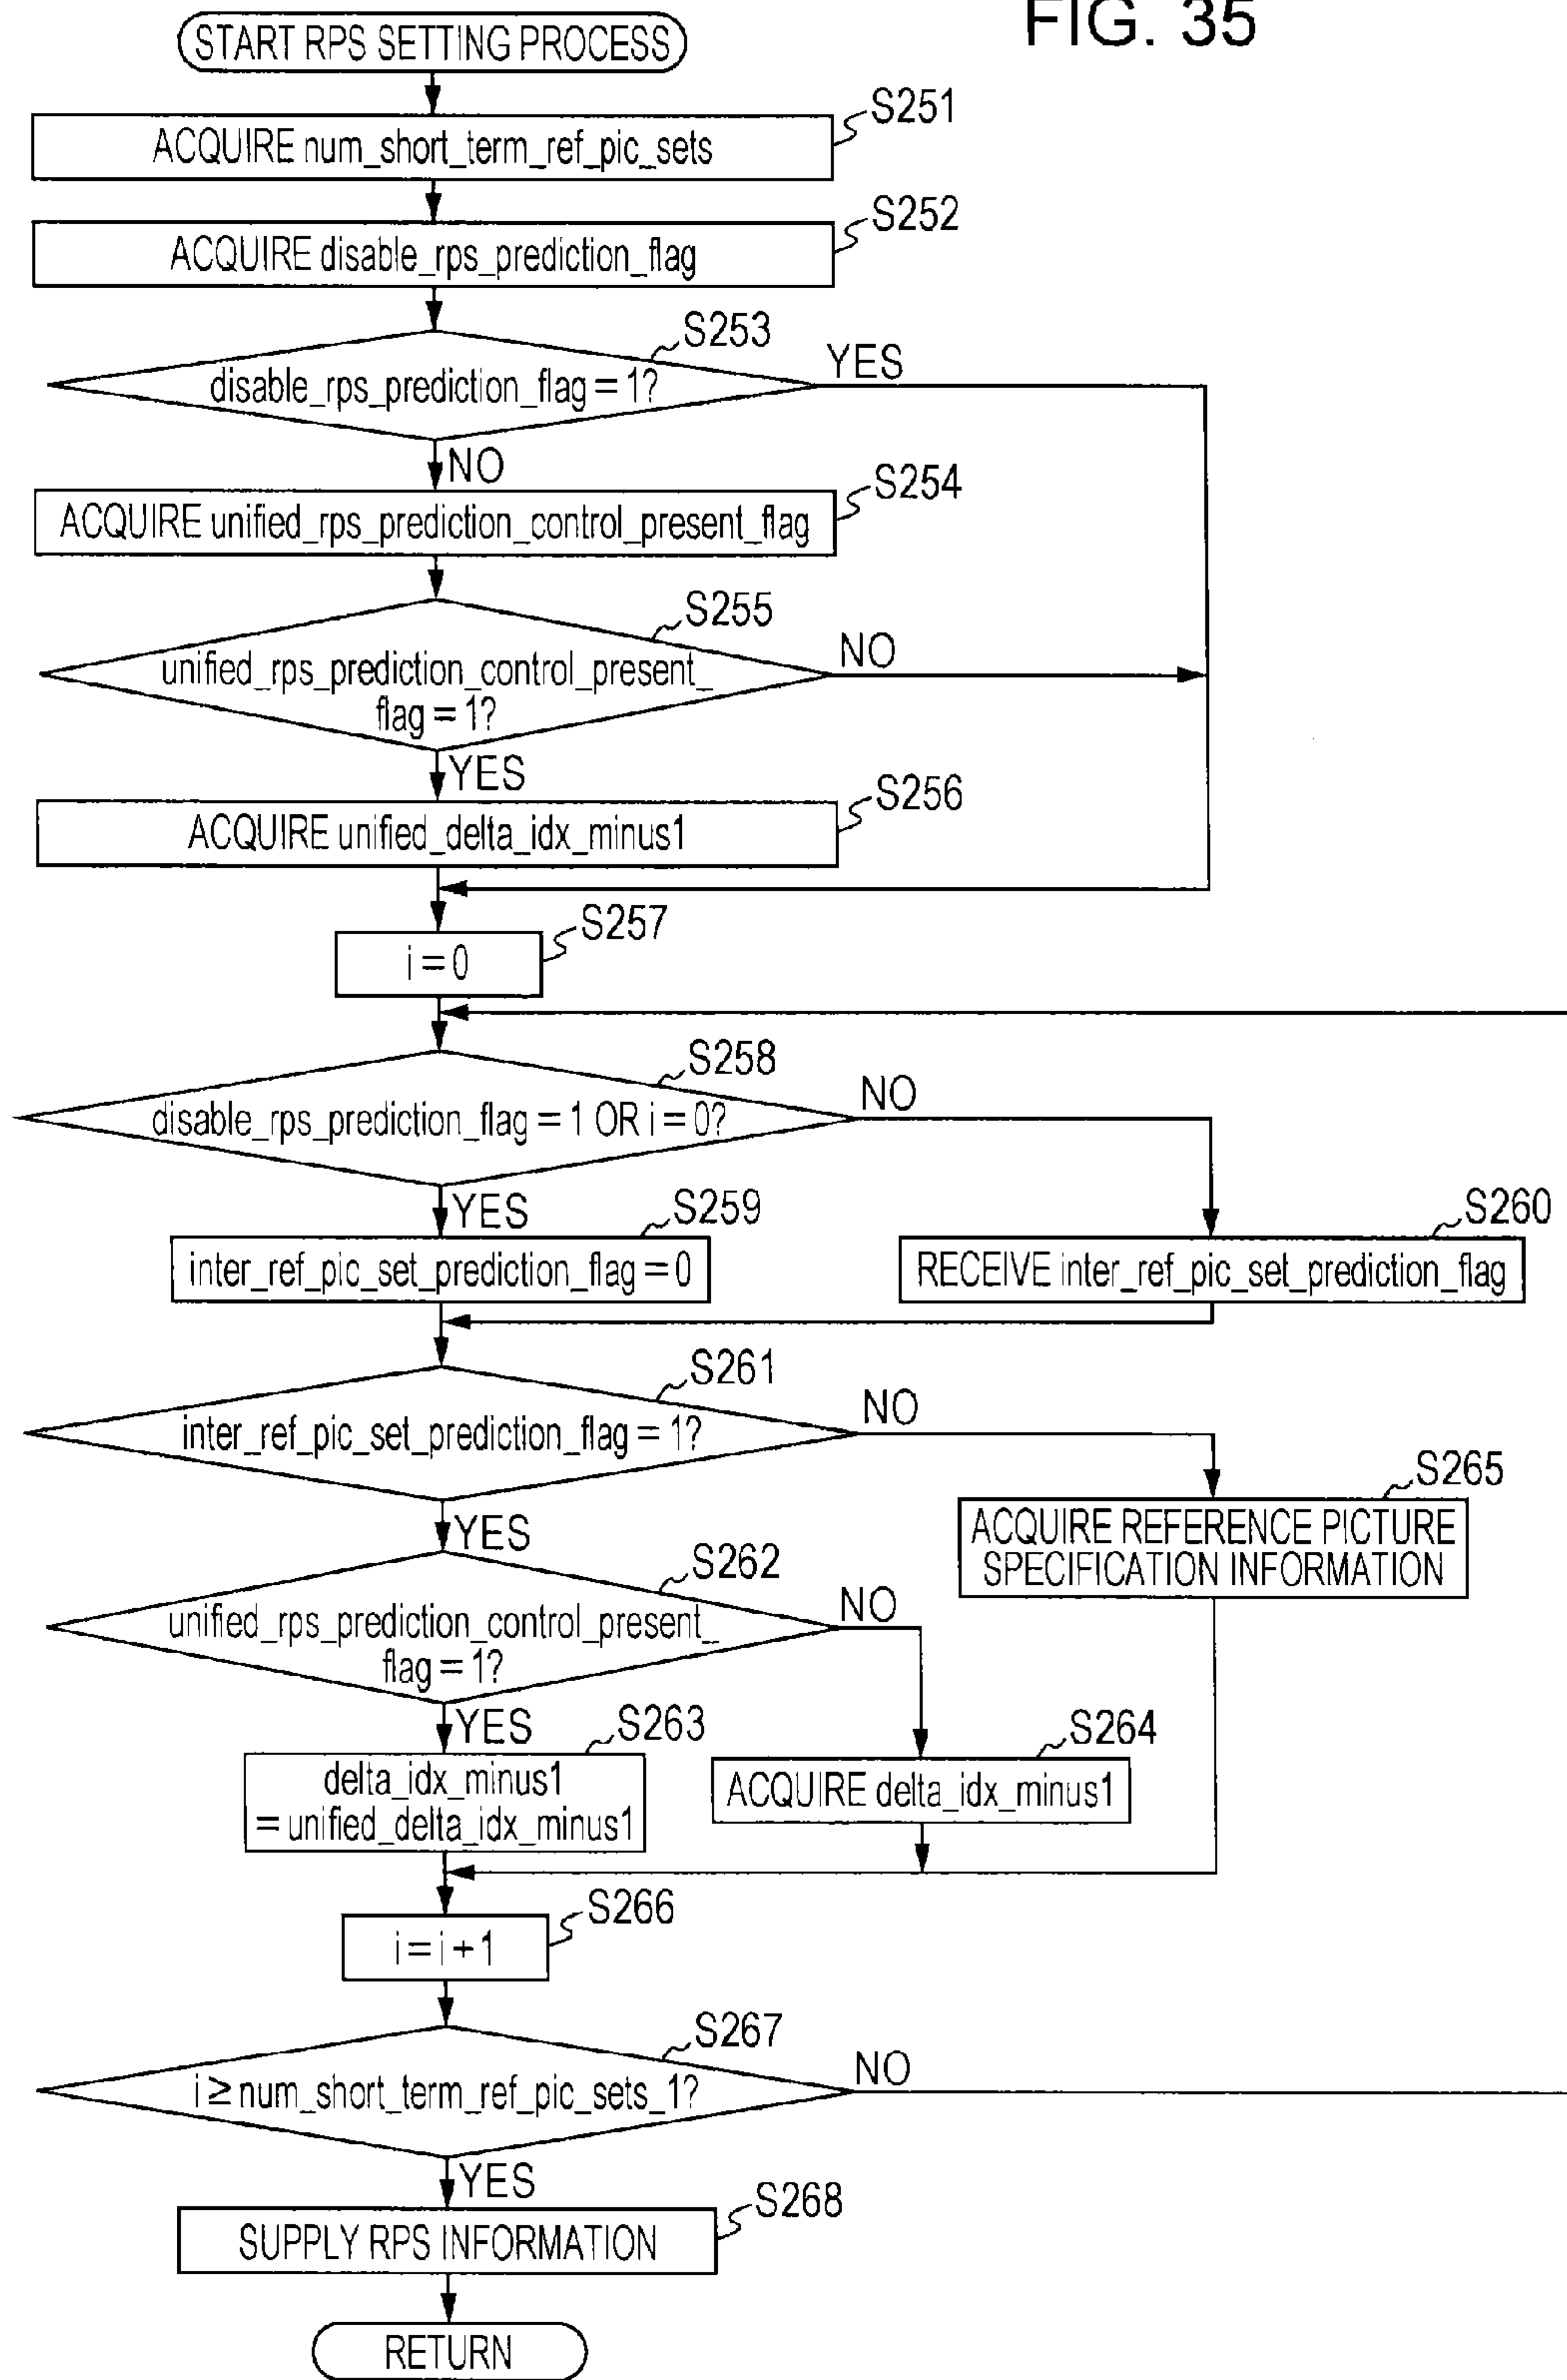 FIG. 35
START RPS SETTING PROCESS
S251
ACQUIRE num_short_term_ref_pic_sets
S252
ACQUIRE disable_rps_prediction_flag
S253
disable_rps_prediction_flag = 1?
YES
NO
S254
ACQUIRE unified_rps_prediction_control_present_flag
S255
unified_rps_prediction_control_present_
flag = 1?
NO
YES
S256
ACQUIRE unified_delta_idx_minus1
S257
i = 0
S258
disable_rps_prediction_flag = 1 OR i = 0?
NO
YES
S259
inter_ref_pic_set_prediction_flag = 0
S260
RECEIVE inter_ref_pic_set_prediction_flag
S261
inter_ref_pic_set_prediction_flag = 1?
NO
YES
S265
ACQUIRE REFERENCE PICTURE
SPECIFICATION INFORMATION
S262
unified_rps_prediction_control_present_
flag = 1?
NO
YES
S263
delta_idx_minus1
= unified_delta_idx_minus1
S264
ACQUIRE delta_idx_minus1
S266
i = i + 1
S267
i ≥ num_short_term_ref_pic_sets_1?
NO
YES
S268
SUPPLY RPS INFORMATION
RETURN